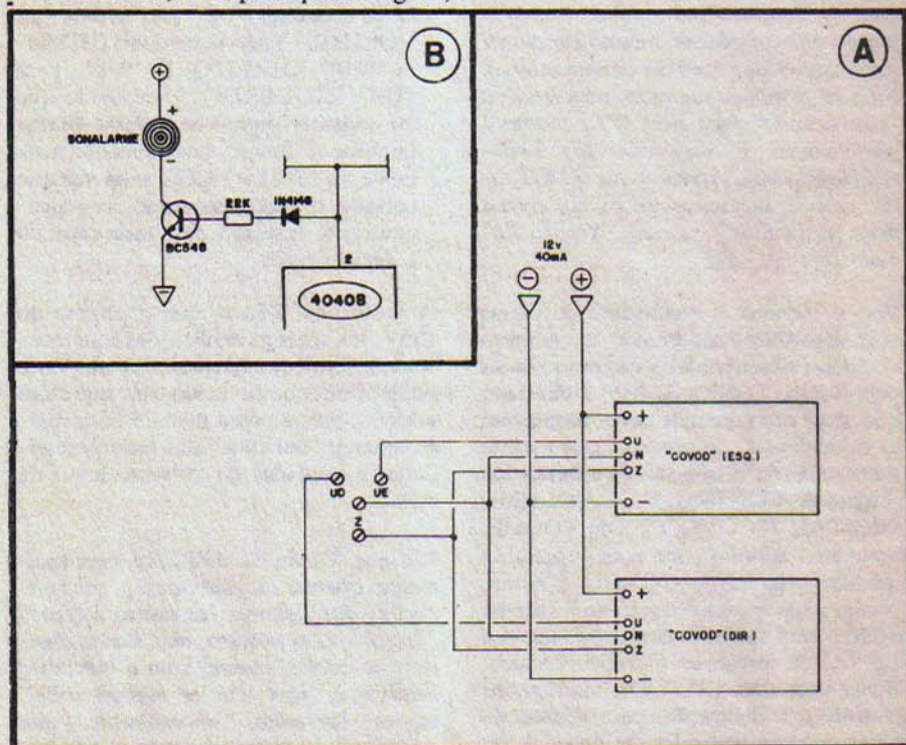 B
A
+
+
SONALARME
-
22K
1N4148
BC548
2
4040B
12v
40mA
-
+
+
U
N
Z
-
"COVOD" (ESQ.)
UD
UE
Z
+
U
N
Z
-
"COVOD" (DIR.)